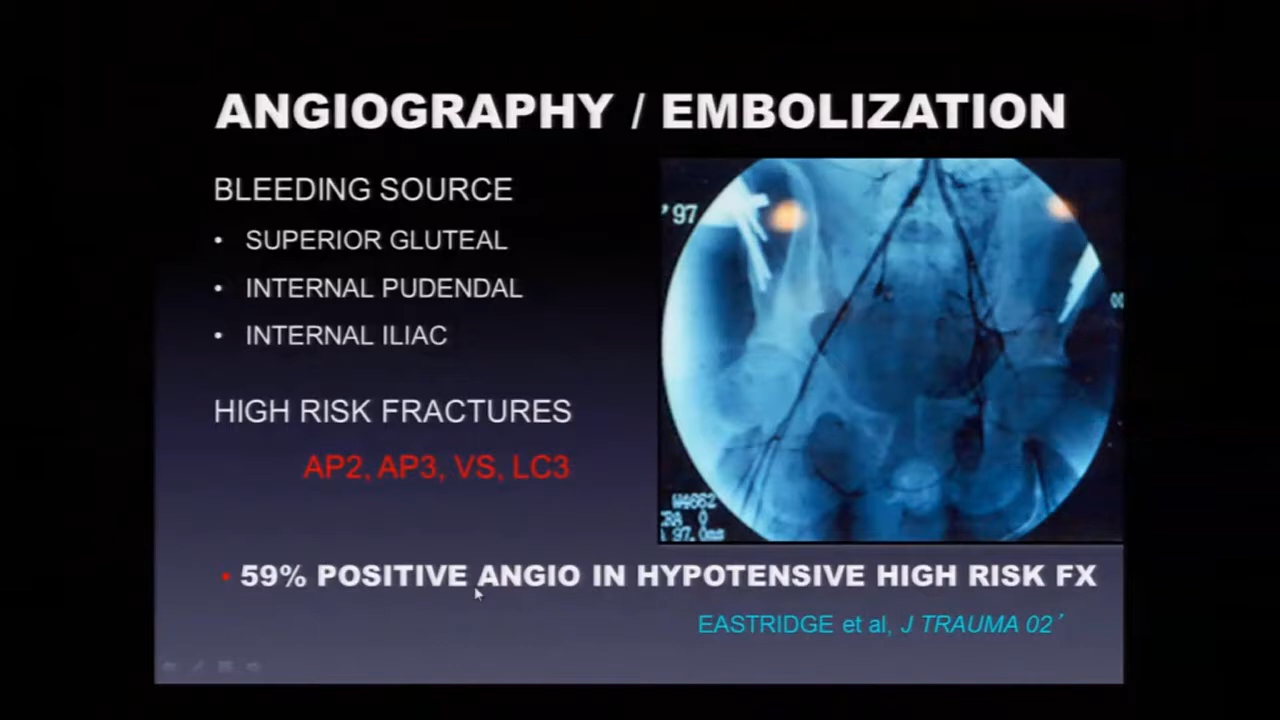 ANGIOGRAPHY / EMBOLIZATION
BLEEDING SOURCE
• SUPERIOR GLUTEAL
• INTERNAL PUDENDAL
• INTERNAL ILIAC
HIGH RISK FRACTURES
AP2, AP3, VS, LC3
' 97
• 59% POSITIVE ANGIO IN HYPOTENSIVE HIGH RISK FX
EASTRIDGE et al, J TRAUMA 02´